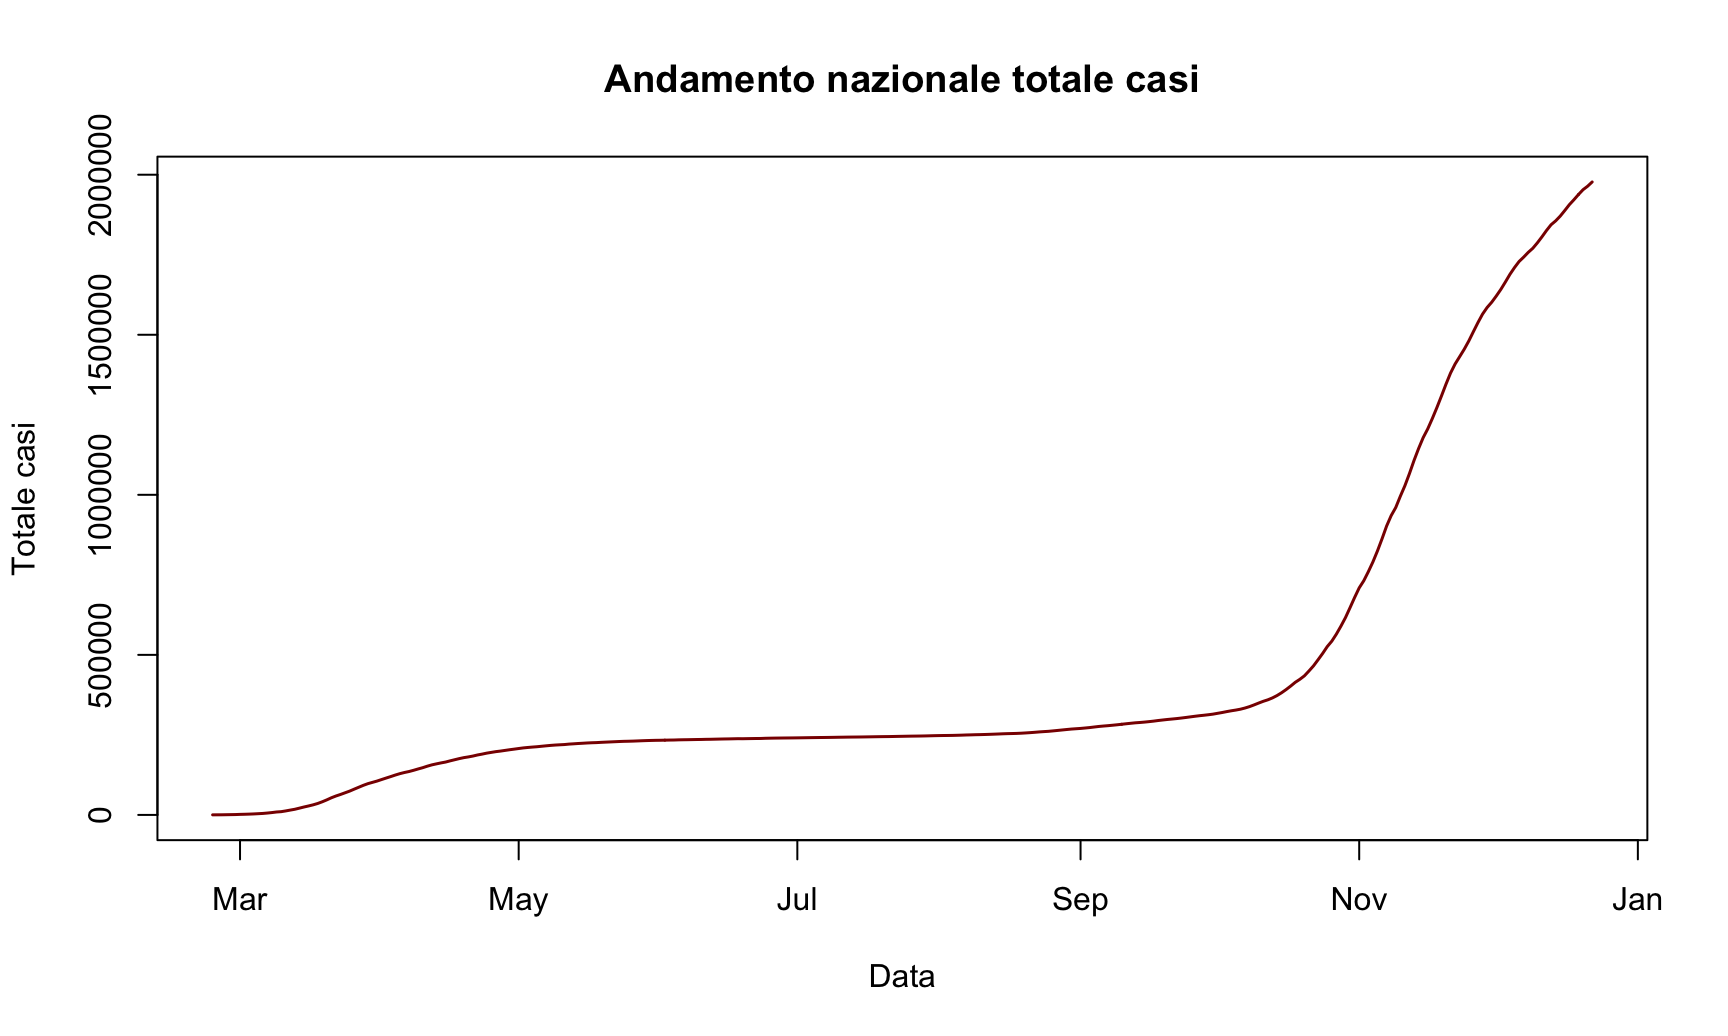 Andamento nazionale totale casi
Totale casi
2000000
1500000
1000000
500000
0
Mar May Jul Sep Nov Jan
Data